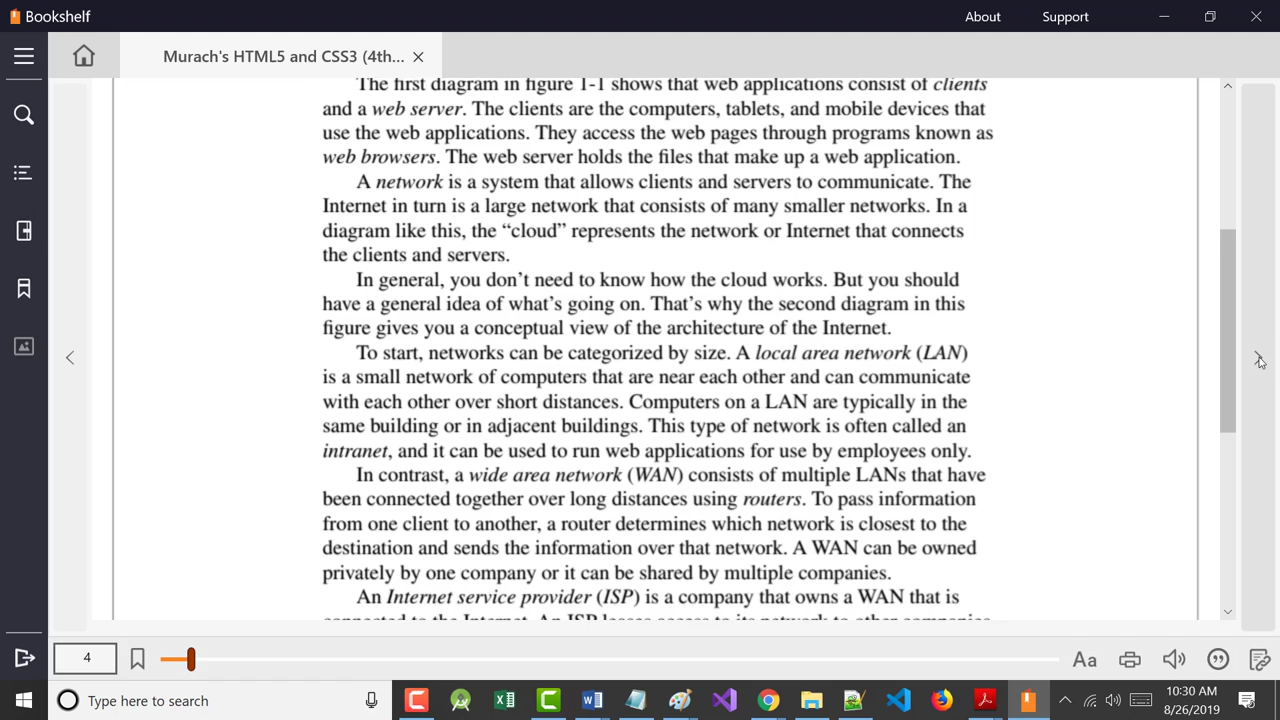 Bookshelf
About
Support
Murach's HTML5 and CSS3 (4th...
The first diagram in figure 1-1 shows that web applications consist of clients
and a web server. The clients are the computers, tablets, and mobile devices that
use the web applications. They access the web pages through programs known as
web browsers. The web server holds the files that make up a web application.
A network is a system that allows clients and servers to communicate. The
Internet in turn is a large network that consists of many smaller networks. In a
diagram like this, the “cloud” represents the network or Internet that connects
the clients and servers.
In general, you don’t need to know how the cloud works. But you should
have a general idea of what’s going on. That’s why the second diagram in this
figure gives you a conceptual view of the architecture of the Internet.
To start, networks can be categorized by size. A local area network (LAN)
is a small network of computers that are near each other and can communicate
with each other over short distances. Computers on a LAN are typically in the
same building or in adjacent buildings. This type of network is often called an
intranet, and it can be used to run web applications for use by employees only.
In contrast, a wide area network (WAN) consists of multiple LANs that have
been connected together over long distances using routers. To pass information
from one client to another, a router determines which network is closest to the
destination and sends the information over that network. A WAN can be owned
privately by one company or it can be shared by multiple companies.
An Internet service provider (ISP) is a company that owns a WAN that is
connected to the Internet. An ISP leases access to its network to other companies
4
Aa
Type here to search
10:30 AM
8/26/2019